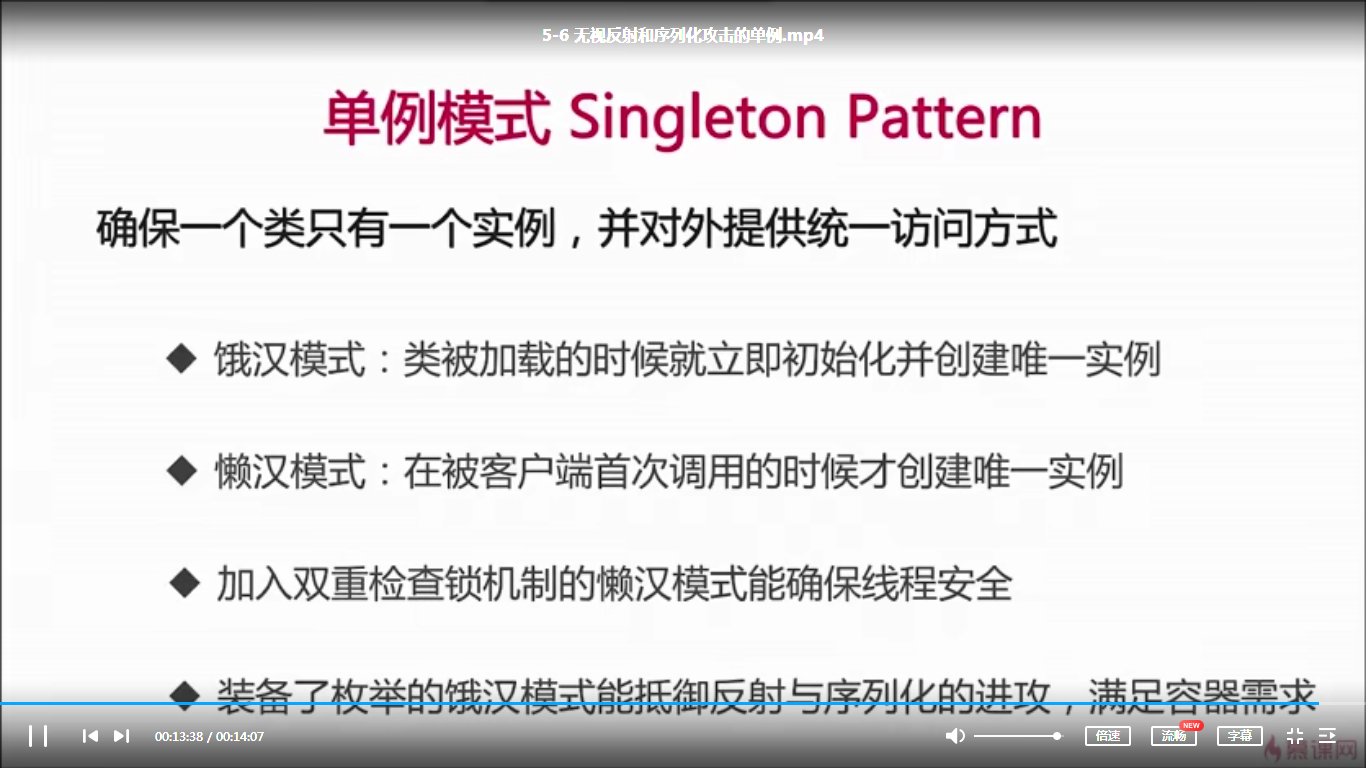 5-6 无视反射和序列化攻击的单例.mp4
单例模式 Singleton Pattern
确保一个类只有一个实例，并对外提供统一访问方式
◆ 饿汉模式：类被加载的时候就立即初始化并创建唯一实例
◆ 懒汉模式：在被客户端首次调用的时候才创建唯一实例
◆ 加入双重检查锁机制的懒汉模式能确保线程安全
◆ 装备了枚举的饿汉模式能抵御反射与序列化的进攻，满足容器需求
00:13:38 / 00:14:07
倍速
流畅
NEW
字幕
慕课网